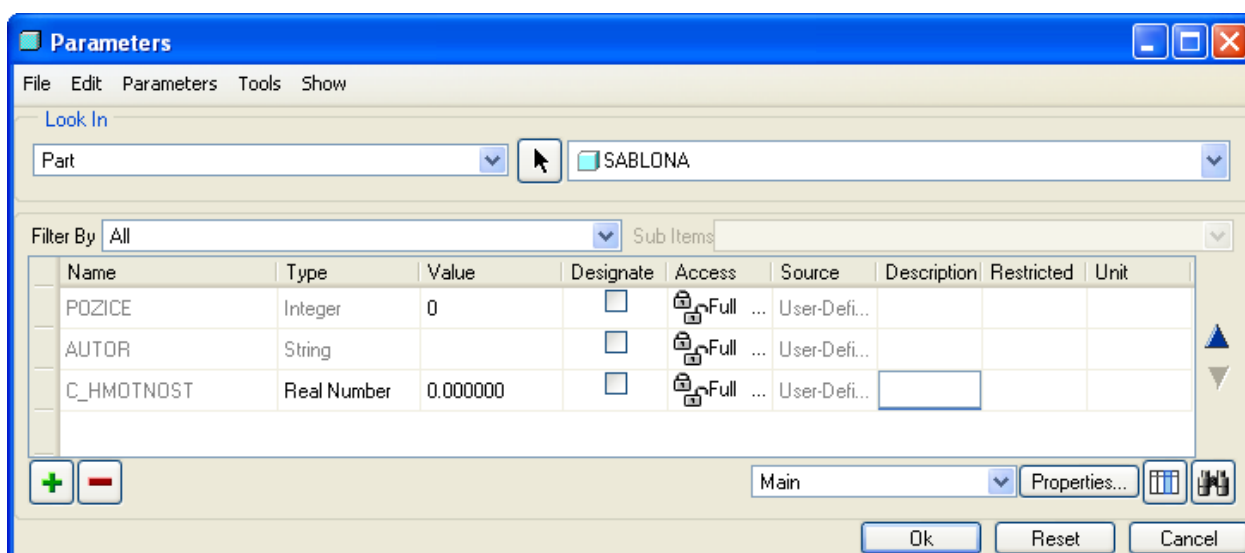 Parameters
File Edit Parameters Tools Show
Look In
Part SABLONA
Filter By All Sub Items
Name Type Value Designate Access Source Description Restricted Unit
POZICE Integer 0 Full ... User-Defi...
AUTOR String Full ... User-Defi...
C_HMOTNOST Real Number 0.000000 Full ... User-Defi...
Main Properties...
Ok Reset Cancel